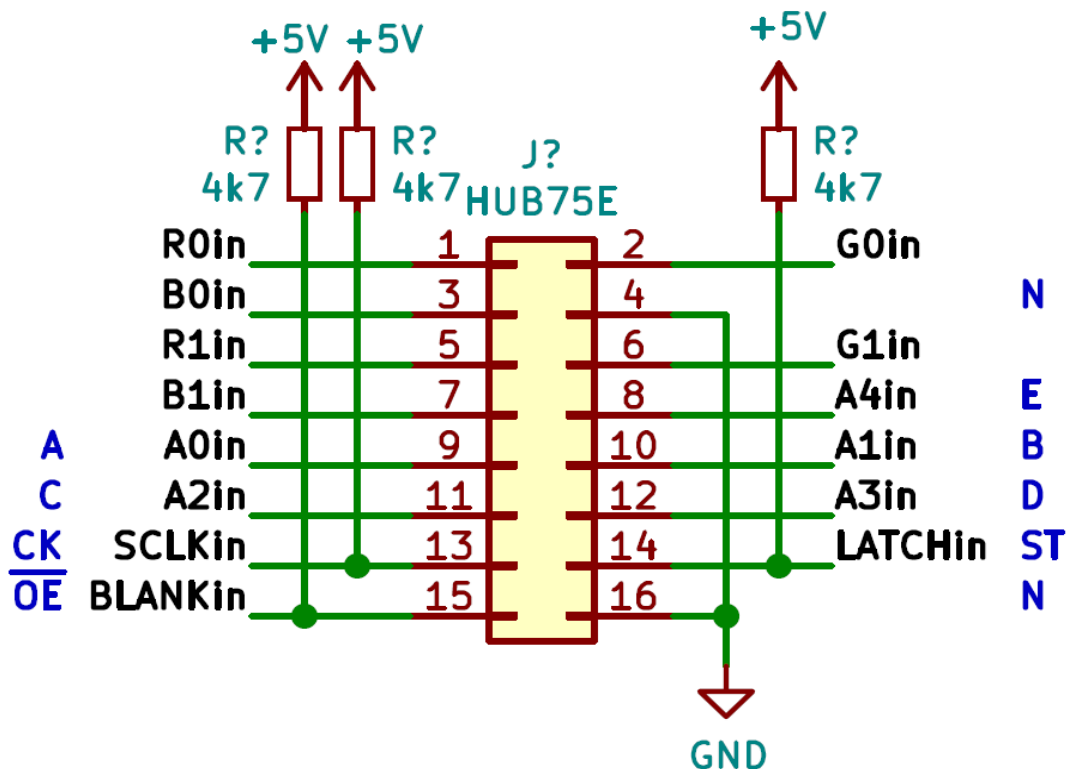 +5V +5V +5V
R? R? R?
4k7 4k7 4k7
J?
HUB75E
R0in 1 2 G0in
B0in 3 4 N
R1in 5 6 G1in
B1in 7 8 A4in E
A A0in 9 10 A1in B
C A2in 11 12 A3in D
CK SCLKin 13 14 LATCHin ST
OE BLANKin 15 16 N
GND